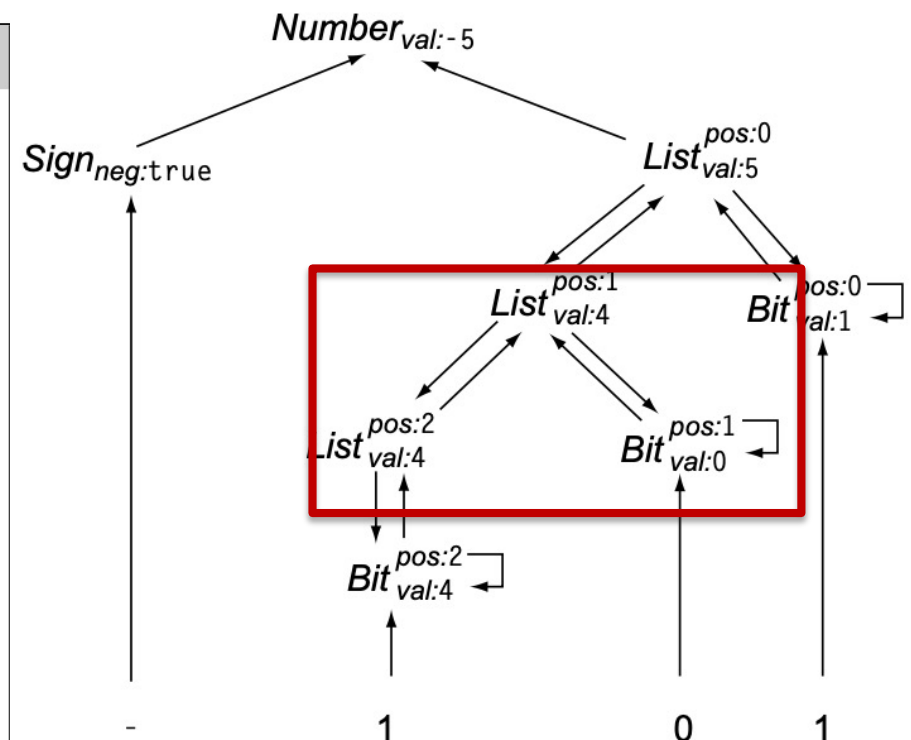 Number val:-5
Sign neg:true
List pos:0 val:5
List pos:1 val:4
Bit pos:0 val:1
List pos:2 val:4
Bit pos:1 val:0
Bit pos:2 val:4
- 1 0 1